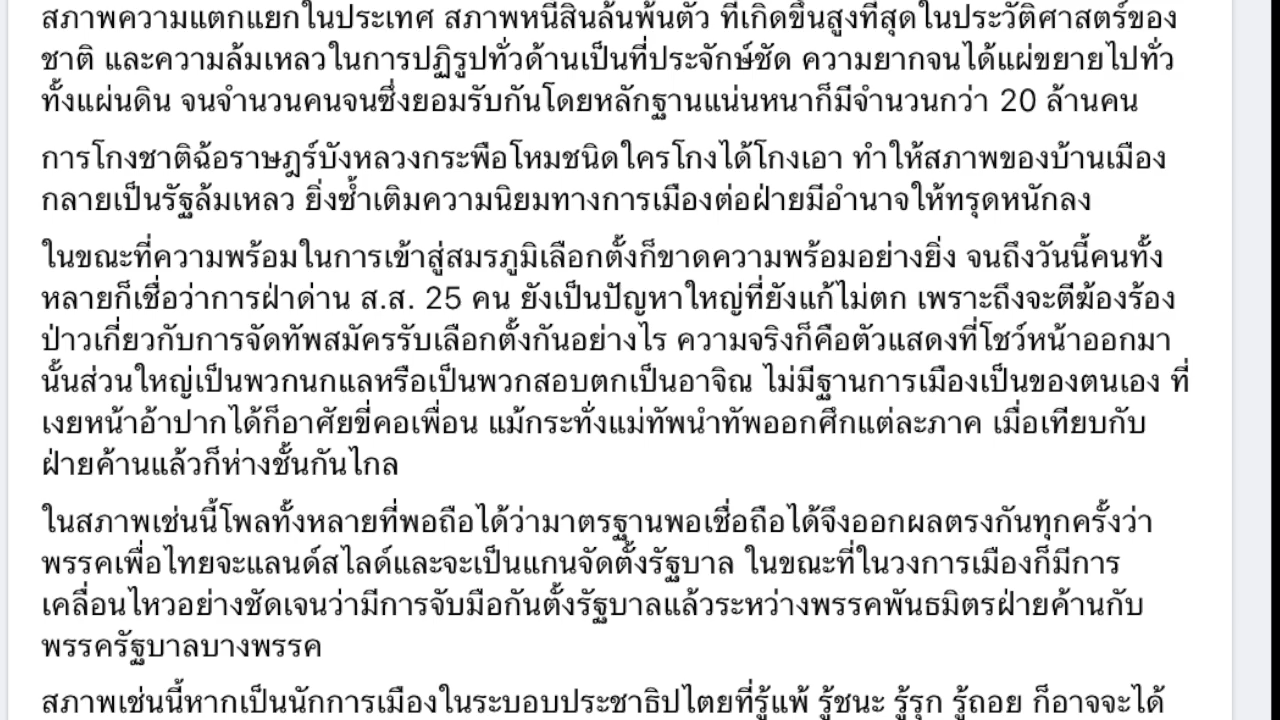 สภาพความแตกแยกในประเทศ สภาพหนี้สินล้นพ้นตัว ที่เกิดขึ้นสูงที่สุดในประวัติศาสตร์ของ
ชาติ และความล้มเหลวในการปฏิรูปทั่วด้านเป็นที่ประจักษ์ชัด ความยากจนได้แผ่ขยายไปทั่ว
ทั้งแผ่นดิน จนจำนวนคนจนซึ่งยอมรับกันโดยหลักฐานแน่นหนาก็มีจำนวนกว่า 20 ล้านคน
การโกงชาติฉ้อราษฎร์บังหลวงกระพือโหมชนิดใครโกงได้โกงเอา ทำให้สภาพของบ้านเมือง
กลายเป็นรัฐล้มเหลว ยิ่งซ้ำเติมความนิยมทางการเมืองต่อฝ่ายมีอำนาจให้ทรุดหนักลง
ในขณะที่ความพร้อมในการเข้าสู่สมรภูมิเลือกตั้งก็ขาดความพร้อมอย่างยิ่ง จนถึงวันนี้คนทั้ง
หลายก็เชื่อว่าการฝ่าด่าน ส.ส. 25 คน ยังเป็นปัญหาใหญ่ที่ยังแก้ไม่ตก เพราะถึงจะตีฆ้องร้อง
ป่าวเกี่ยวกับการจัดทัพสมัครรับเลือกตั้งกันอย่างไร ความจริงก็คือตัวแสดงที่โชว์หน้าออกมา
นั้นส่วนใหญ่เป็นพวกนกแลหรือเป็นพวกสอบตกเป็นอาจิณ ไม่มีฐานการเมืองเป็นของตนเอง ที่
เงยหน้าอ้าปากได้ก็อาศัยขี่คอเพื่อน แม้กระทั่งแม่ทัพนำทัพออกศึกแต่ละภาค เมื่อเทียบกับ
ฝ่ายค้านแล้วก็ห่างชั้นกันไกล
ในสภาพเช่นนี้โพลทั้งหลายที่พอถือได้ว่ามาตรฐานพอเชื่อถือได้จึงออกผลตรงกันทุกครั้งว่า
พรรคเพื่อไทยจะแลนด์สไลด์และจะเป็นแกนจัดตั้งรัฐบาล ในขณะที่ในวงการเมืองก็มีการ
เคลื่อนไหวอย่างชัดเจนว่ามีการจับมือกันตั้งรัฐบาลแล้วระหว่างพรรคพันธมิตรฝ่ายค้านกับ
พรรครัฐบาลบางพรรค
สภาพเช่นนี้หากเป็นนักการเมืองในระบอบประชาธิปไตยที่รู้แพ้ รู้ชนะ รู้รุก รู้ถอย ก็อาจจะได้